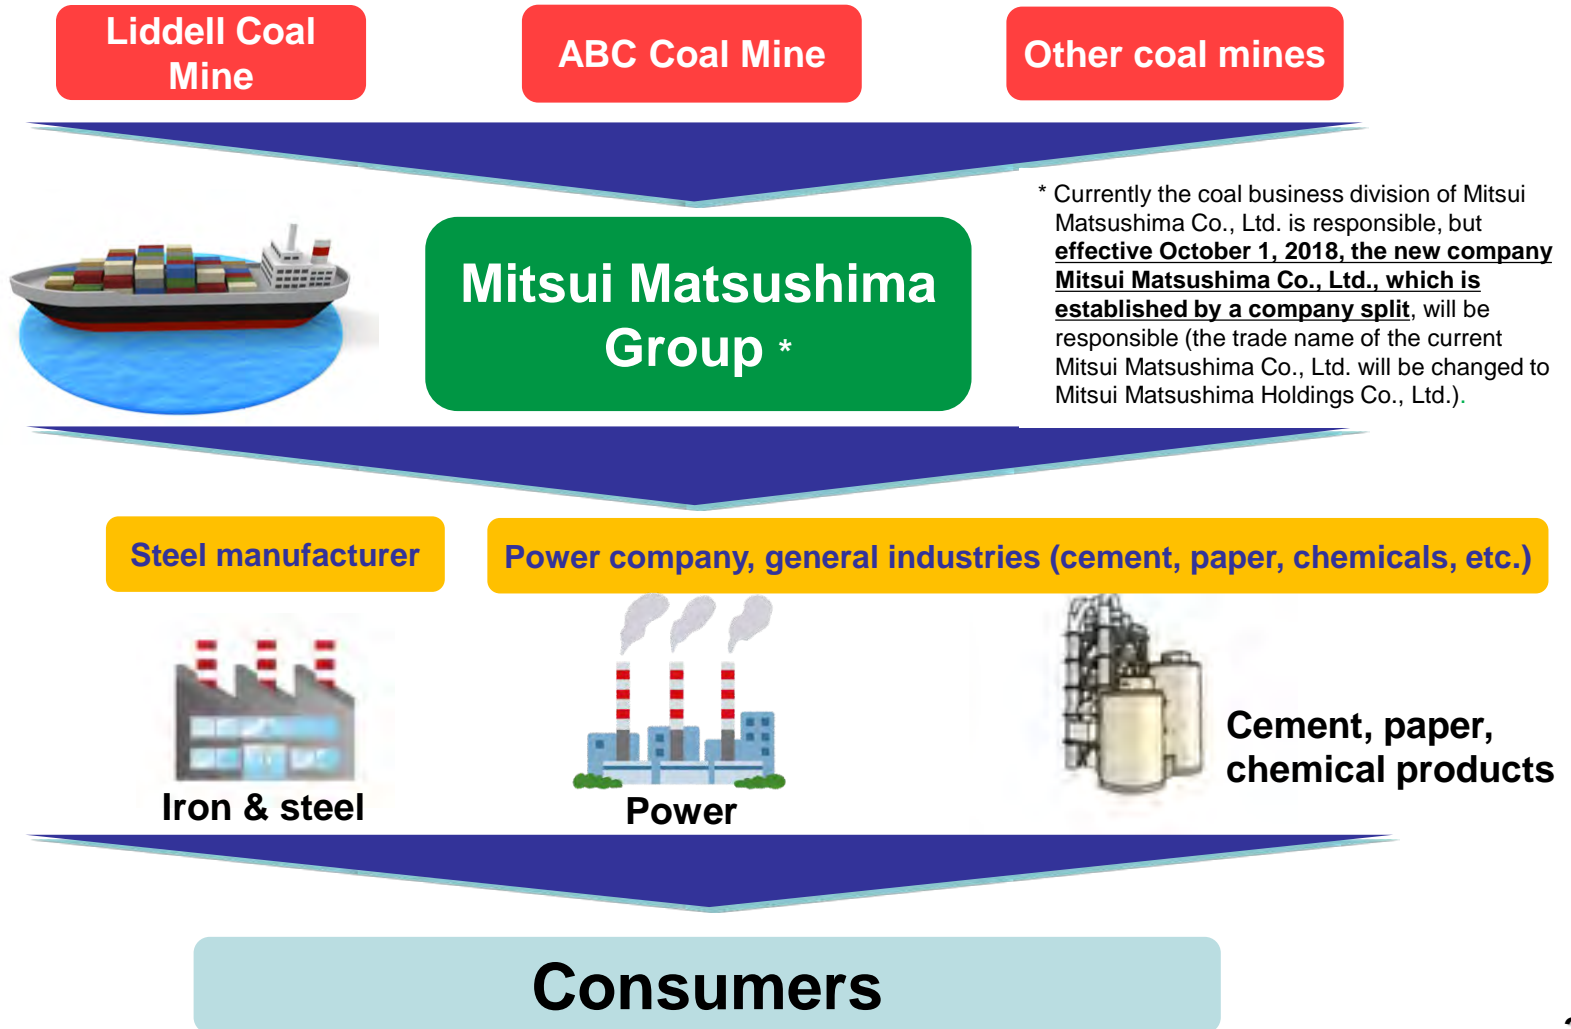 Liddell Coal
Mine
ABC Coal Mine
Other coal mines
Mitsui Matsushima
Group *
* Currently the coal business division of Mitsui
Matsushima Co., Ltd. is responsible, but
effective October 1, 2018, the new company
Mitsui Matsushima Co., Ltd., which is
established by a company split, will be
responsible (the trade name of the current
Mitsui Matsushima Co., Ltd. will be changed to
Mitsui Matsushima Holdings Co., Ltd.).
Steel manufacturer
Power company, general industries (cement, paper, chemicals, etc.)
Iron & steel
Power
Cement, paper,
chemical products
Consumers